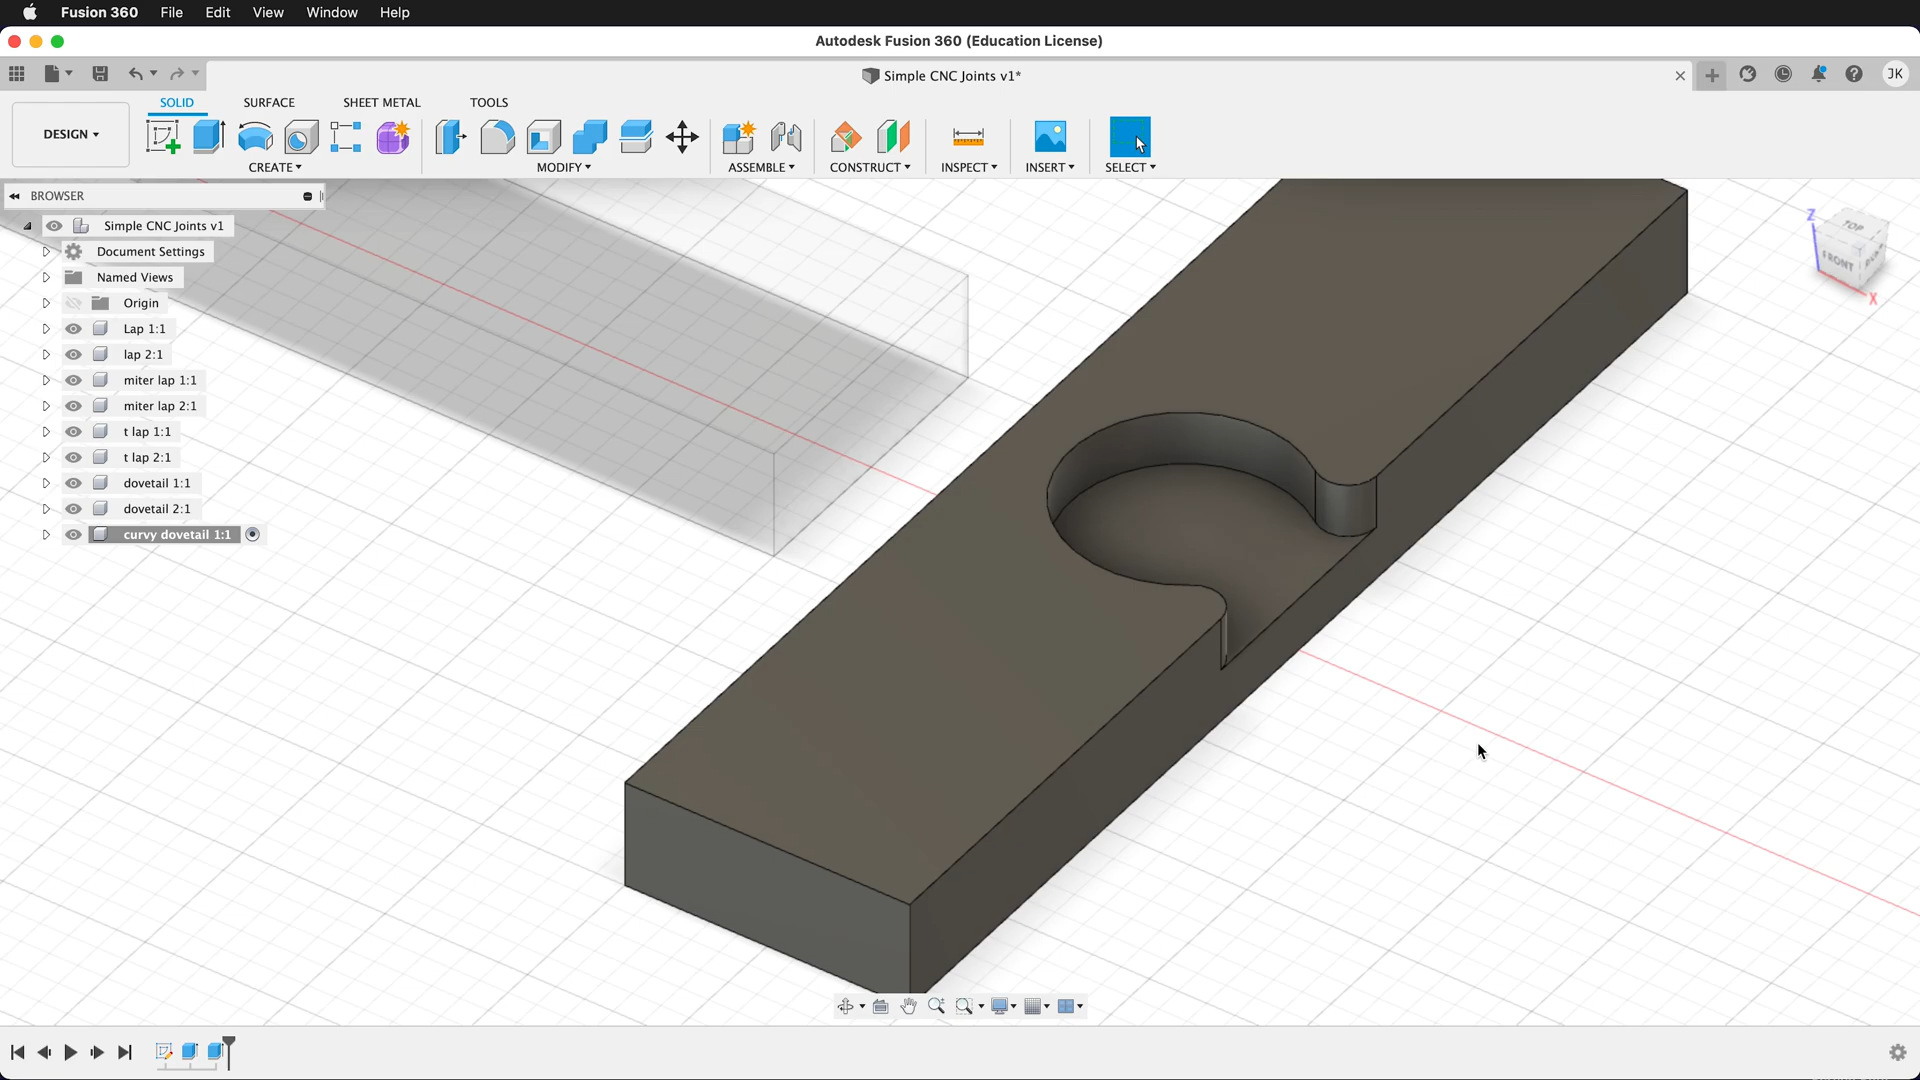 Fusion 360 File Edit View Window Help
Autodesk Fusion 360 (Education License)
Simple CNC Joints v1*
JK
SOLID SURFACE SHEET METAL TOOLS
DESIGN
CREATE MODIFY ASSEMBLE CONSTRUCT INSPECT INSERT SELECT
BROWSER
Simple CNC Joints v1
Document Settings
Named Views
Origin
Lap 1:1
lap 2:1
miter lap 1:1
miter lap 2:1
t lap 1:1
t lap 2:1
dovetail 1:1
dovetail 2:1
curvy dovetail 1:1
Z
TOP
FRONT
X